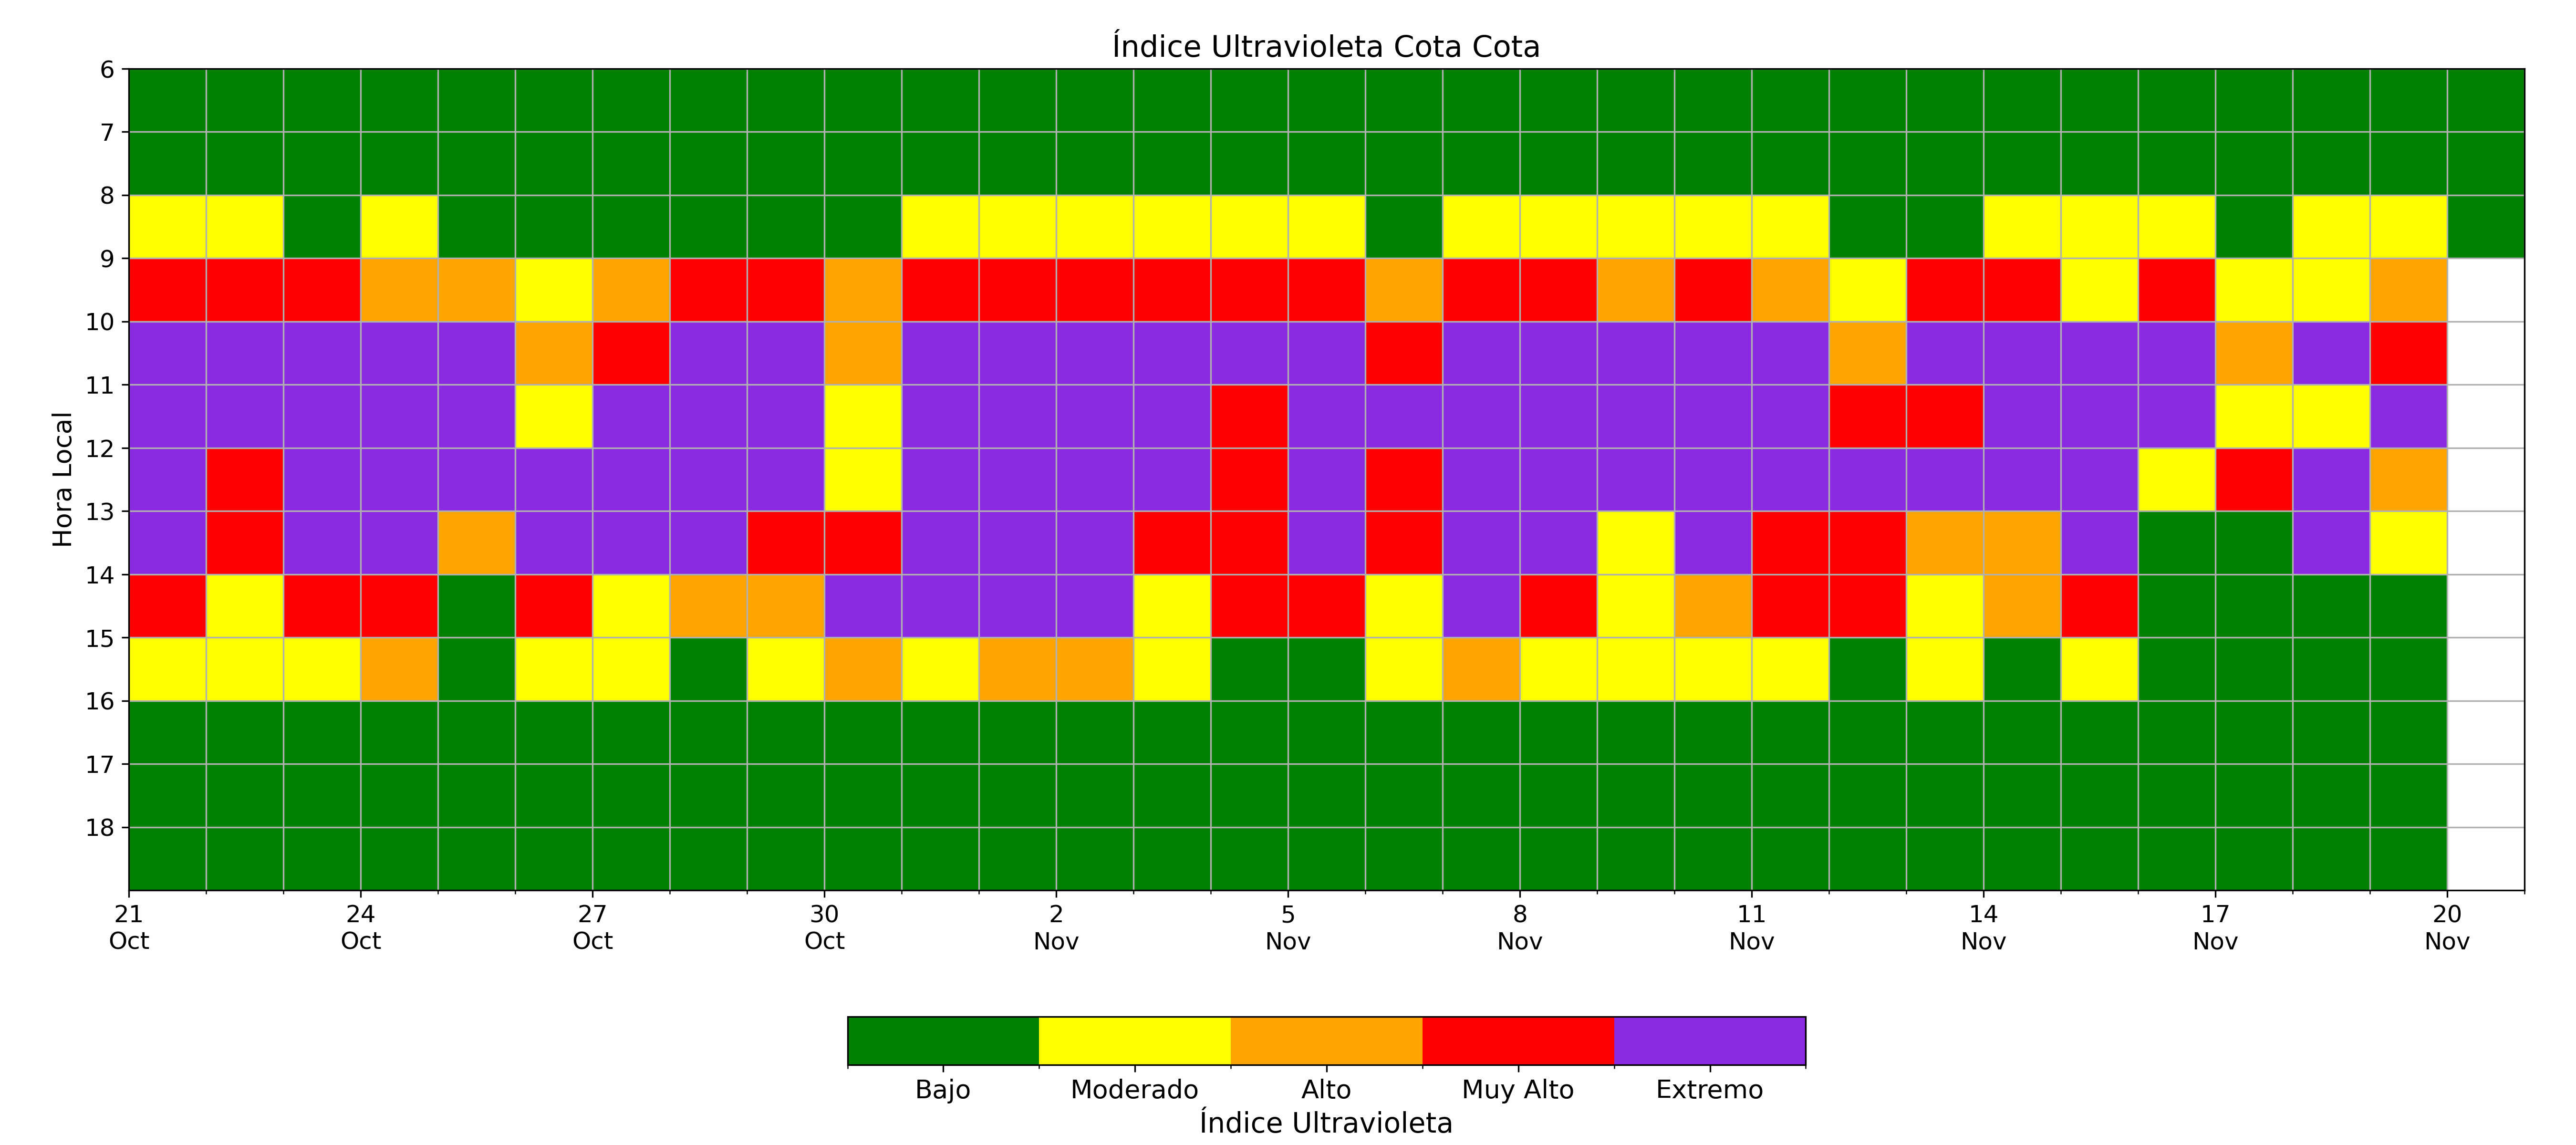 Índice Ultravioleta Cota Cota
Hora Local
6
7
8
9
10
11
12
13
14
15
16
17
18
21 24 27 30 2 5 8 11 14 17 20
Oct Oct Oct Oct Nov Nov Nov Nov Nov Nov Nov
Bajo Moderado Alto Muy Alto Extremo
Índice Ultravioleta